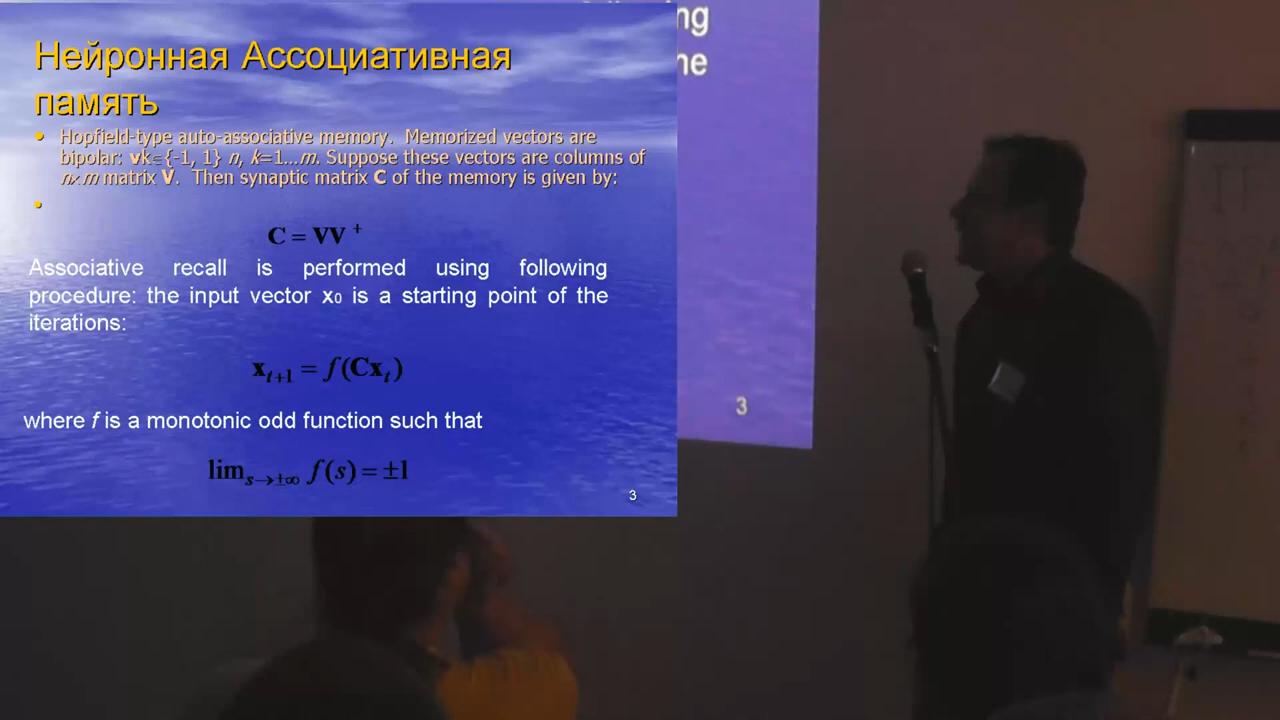 Нейронная Ассоциативная
память
• Hopfield-type auto-associative memory. Memorized vectors are
bipolar: vk∈{-1, 1} n, k=1...m. Suppose these vectors are columns of
n×m matrix V. Then synaptic matrix C of the memory is given by:
•
C = VV⁺
Associative recall is performed using following
procedure: the input vector x₀ is a starting point of the
iterations:
xₜ₊₁ = f(Cxₜ)
where f is a monotonic odd function such that
lim s→±∞ f(s) = ±1
3
ng
he
3